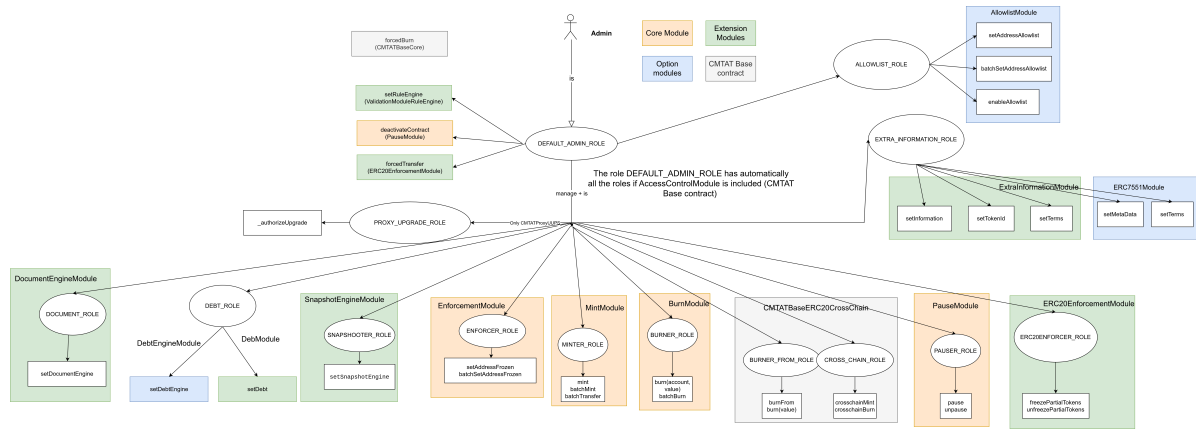 AllowlistModule
setAddressAllowlist
batchSetAddressAllowlist
enableAllowlist
Admin
Core Module
Extension
Modules
Option
modules
CMTAT Base
contract
forcedBurn
(CMTATBaseCore)
ALLOWLIST_ROLE
is
setRuleEngine
(ValidationModuleRuleEngine)
deactivateContract
(PauseModule)
forcedTransfer
(ERC20EnforcementModule)
DEFAULT_ADMIN_ROLE
EXTRA_INFORMATION_ROLE
The role DEFAULT_ADMIN_ROLE has automatically
all the roles if AccessControlModule is included (CMTAT
Base contract)
manage + is
ExtraInformationModule
setInformation
setTokenId
setTerms
ERC7551Module
setMetaData
setTerms
_authorizeUpgrade
PROXY_UPGRADE_ROLE
Only CMTATProxyUUPS
DocumentEngineModule
DOCUMENT_ROLE
setDocumentEngine
DEBT_ROLE
DebtEngineModule
DebModule
setDebtEngine
setDebt
SnapshotEngineModule
SNAPSHOOTER_ROLE
setSnapshotEngine
EnforcementModule
ENFORCER_ROLE
setAddressFrozen
batchSetAddressFrozen
MintModule
MINTER_ROLE
mint
batchMint
batchTransfer
BurnModule
BURNER_ROLE
burn(account,
value)
batchBurn
CMTATBaseERC20CrossChain
BURNER_FROM_ROLE
CROSS_CHAIN_ROLE
burnFrom
burn(value)
crosschainMint
crosschainBurn
PauseModule
PAUSER_ROLE
pause
unpause
ERC20EnforcementModule
ERC20ENFORCER_ROLE
freezePartialTokens
unfreezePartialTokens